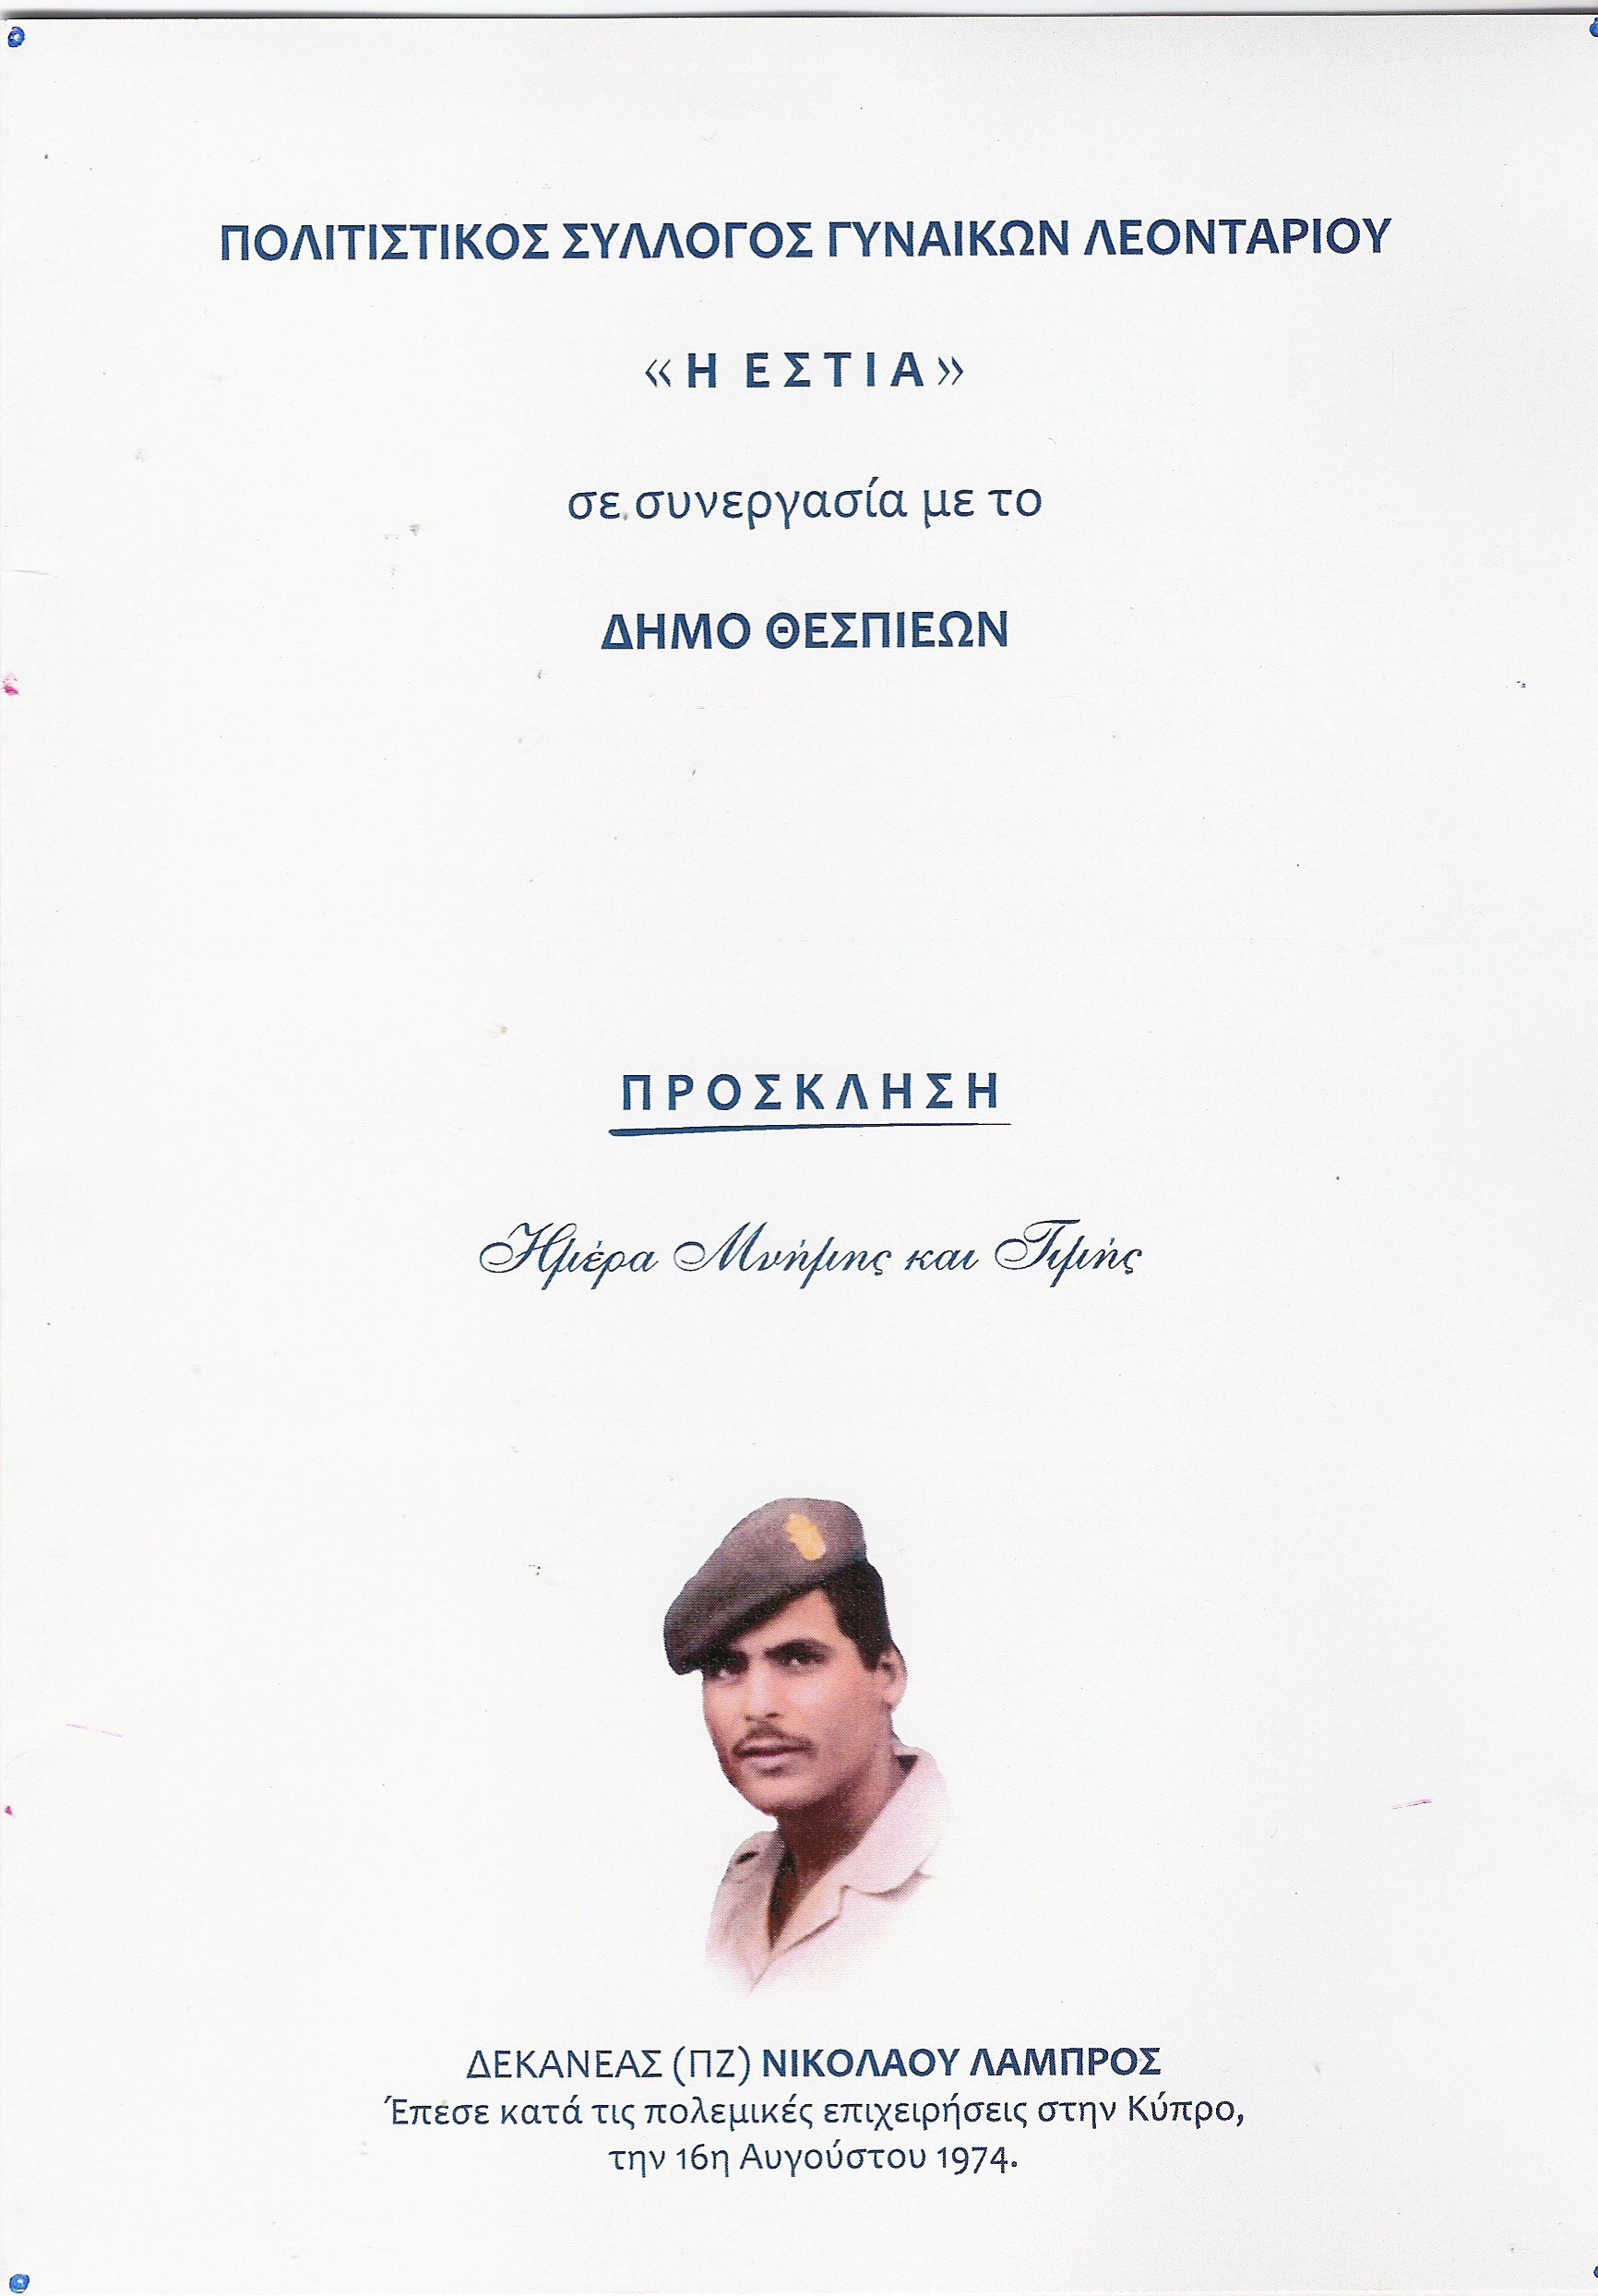 ΠΟΛΙΤΙΣΤΙΚΟΣ ΣΥΛΛΟΓΟΣ ΓΥΝΑΙΚΩΝ ΛΕΟΝΤΑΡΙΟΥ
«Η ΕΣΤΙΑ»
σε συνεργασία με το
ΔΗΜΟ ΘΕΣΠΙΕΩΝ
ΠΡΟΣΚΛΗΣΗ
Ημέρα Μνήμης και Τιμής
ΔΕΚΑΝΕΑΣ (ΠΖ) ΝΙΚΟΛΑΟΥ ΛΑΜΠΡΟΣ
Έπεσε κατά τις πολεμικές επιχειρήσεις στην Κύπρο,
την 16η Αυγούστου 1974.